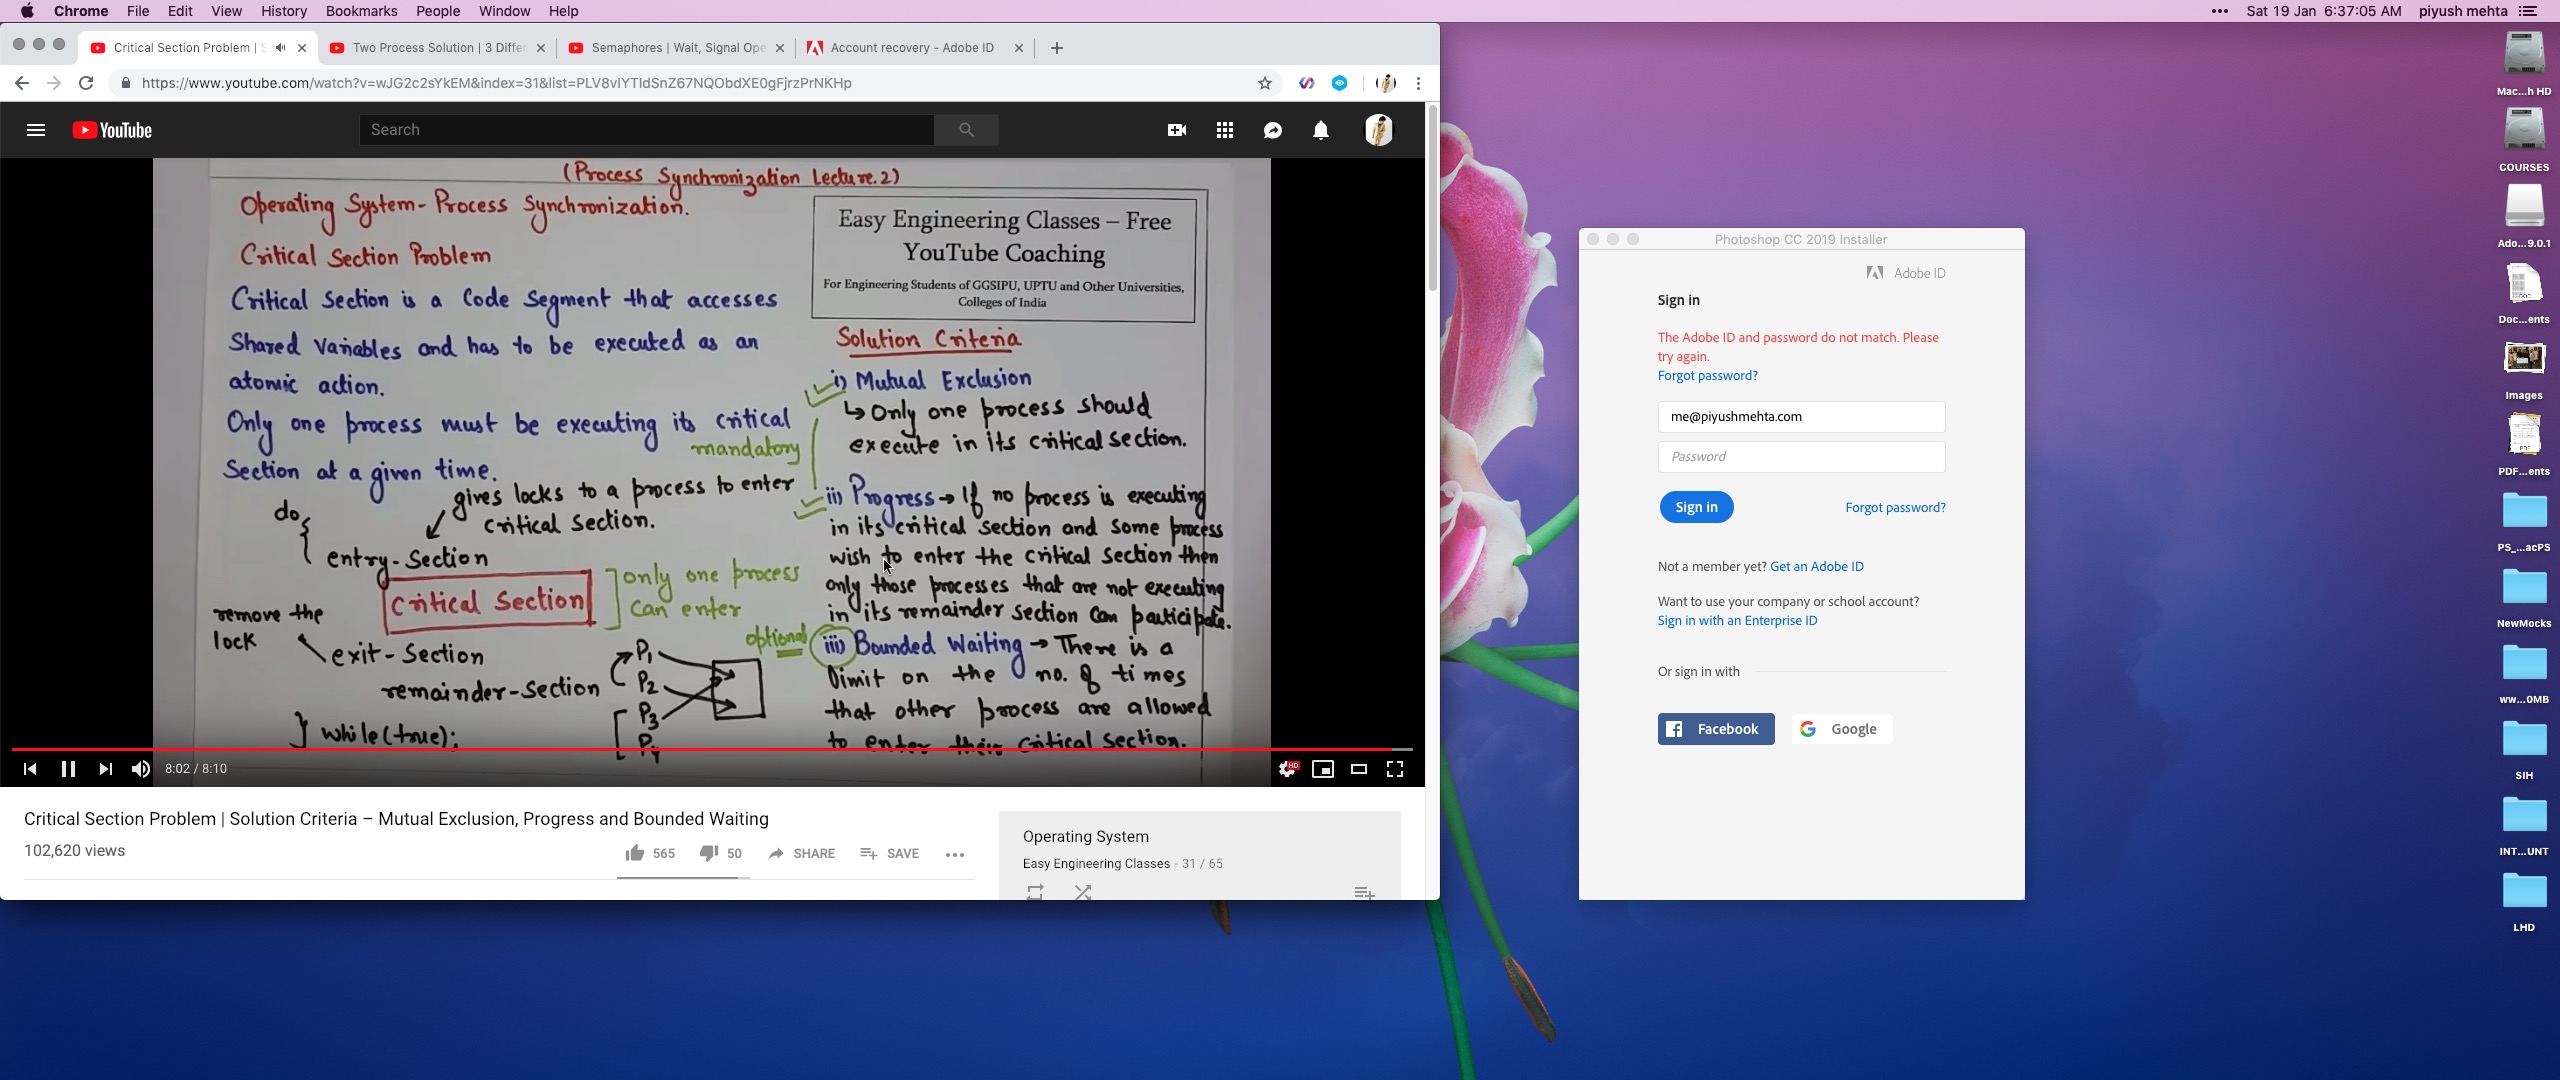 Chrome File Edit View History Bookmarks People Window Help
Sat 19 Jan 6:37:05 AM piyush mehta
Critical Section Problem | S
Two Process Solution | 3 Differ
Semaphores | Wait, Signal Ope
Account recovery - Adobe ID
https://www.youtube.com/watch?v=wJG2c2sYkEM&index=31&list=PLV8vIYTIdSnZ67NQObdXE0gFjrzPrNKHp
YouTube
Search
(Process Synchronization Lecture.2)
Operating System - Process Synchronization.
Critical Section Problem
Critical Section is a Code Segment that accesses
Shared Variables and has to be executed as an
atomic action.
Only one process must be executing its critical
Section at a given time.
mandatory
gives locks to a process to enter
critical section.
do {
entry-Section
Critical Section
only one process
can enter
remove the
lock
exit-Section
remainder-section
} while(true);
P1
P2
P3
P4
Easy Engineering Classes – Free
YouTube Coaching
For Engineering Students of GGSIPU, UPTU and Other Universities,
Colleges of India
Solution Criteria
i) Mutual Exclusion
↳ Only one process should
execute in its critical section.
ii) Progress → If no process is executing
in its critical section and some process
wish to enter the critical section then
only those processes that are not executing
in its remainder section can participate.
optional
iii) Bounded Waiting → There is a
limit on the no. of times
that other process are allowed
to enter their critical section.
8:02 / 8:10
HD
Critical Section Problem | Solution Criteria – Mutual Exclusion, Progress and Bounded Waiting
102,620 views
565 50 SHARE SAVE
Operating System
Easy Engineering Classes - 31 / 65
Photoshop CC 2019 Installer
Adobe ID
Sign in
The Adobe ID and password do not match. Please
try again.
Forgot password?
me@piyushmehta.com
Password
Sign in
Forgot password?
Not a member yet? Get an Adobe ID
Want to use your company or school account?
Sign in with an Enterprise ID
Or sign in with
Facebook
Google
Mac...h HD
COURSES
Ado...9.0.1
Doc...ents
Images
PDF...ents
PS_...acPS
NewMocks
ww...0MB
SIH
INT...UNT
LHD